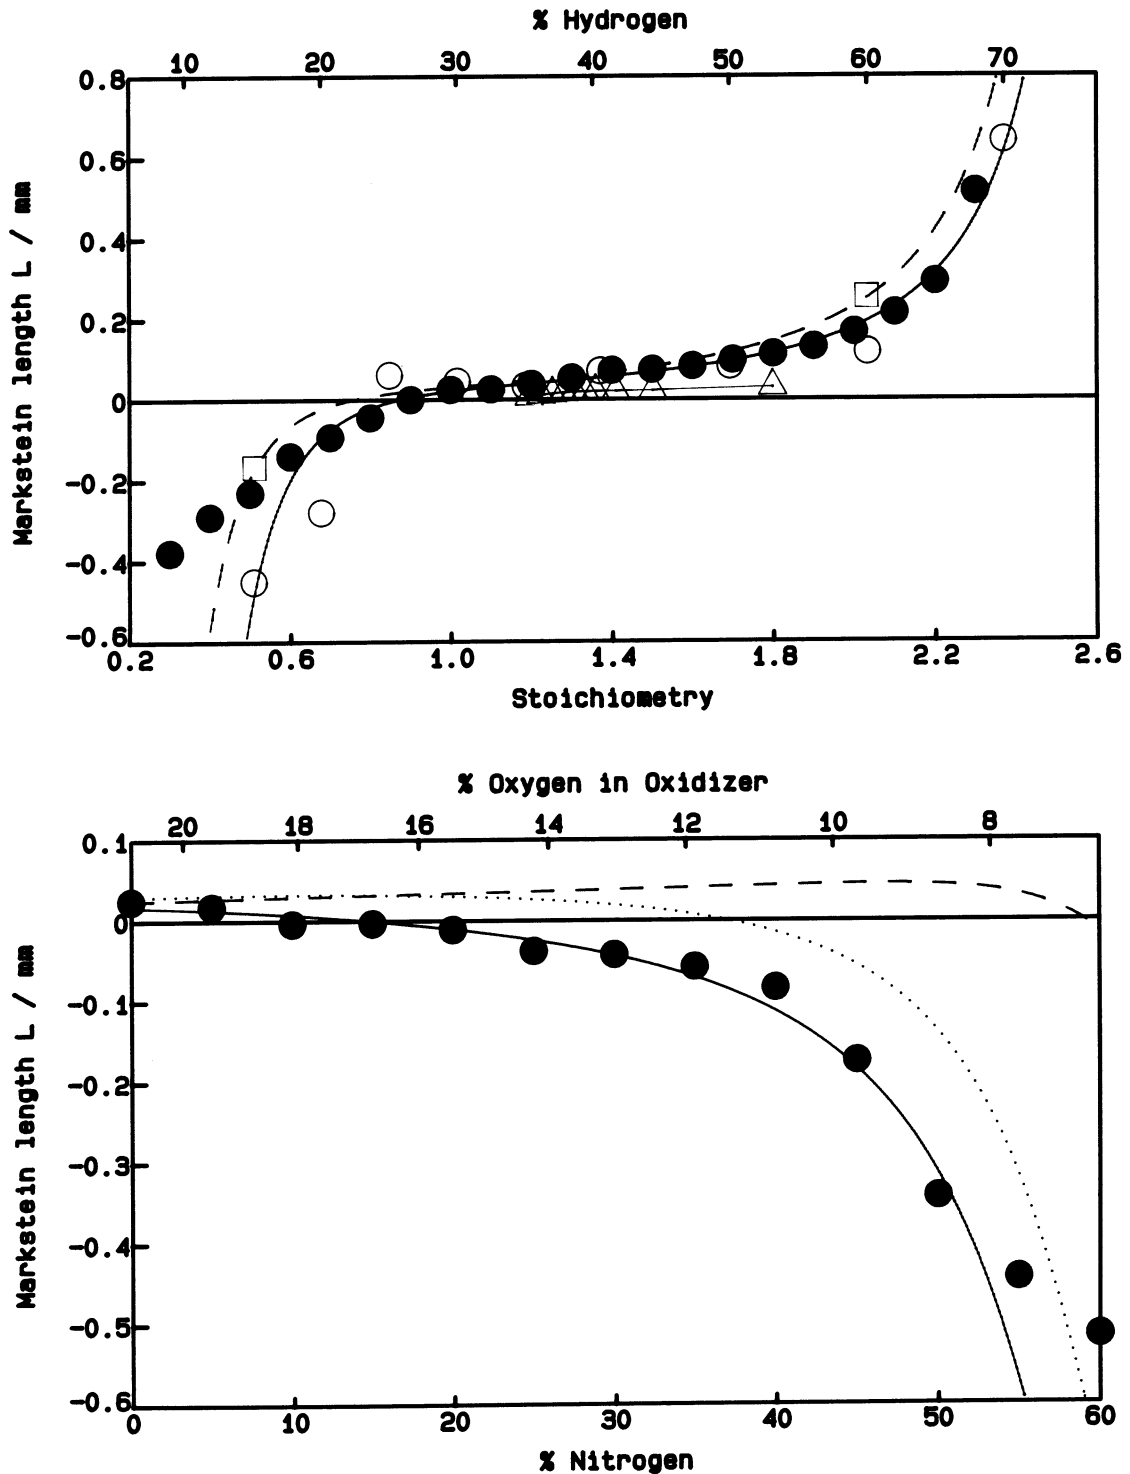 % Hydrogen
10 20 30 40 50 60 70
0.8
0.6
0.4
0.2
0
-0.2
-0.4
-0.6
Markstein length L / mm
0.2 0.6 1.0 1.4 1.8 2.2 2.6
Stoichiometry
% Oxygen in Oxidizer
20 18 16 14 12 10 8
0.1
0
-0.1
-0.2
-0.3
-0.4
-0.5
-0.6
Markstein length L / mm
0 10 20 30 40 50 60
% Nitrogen